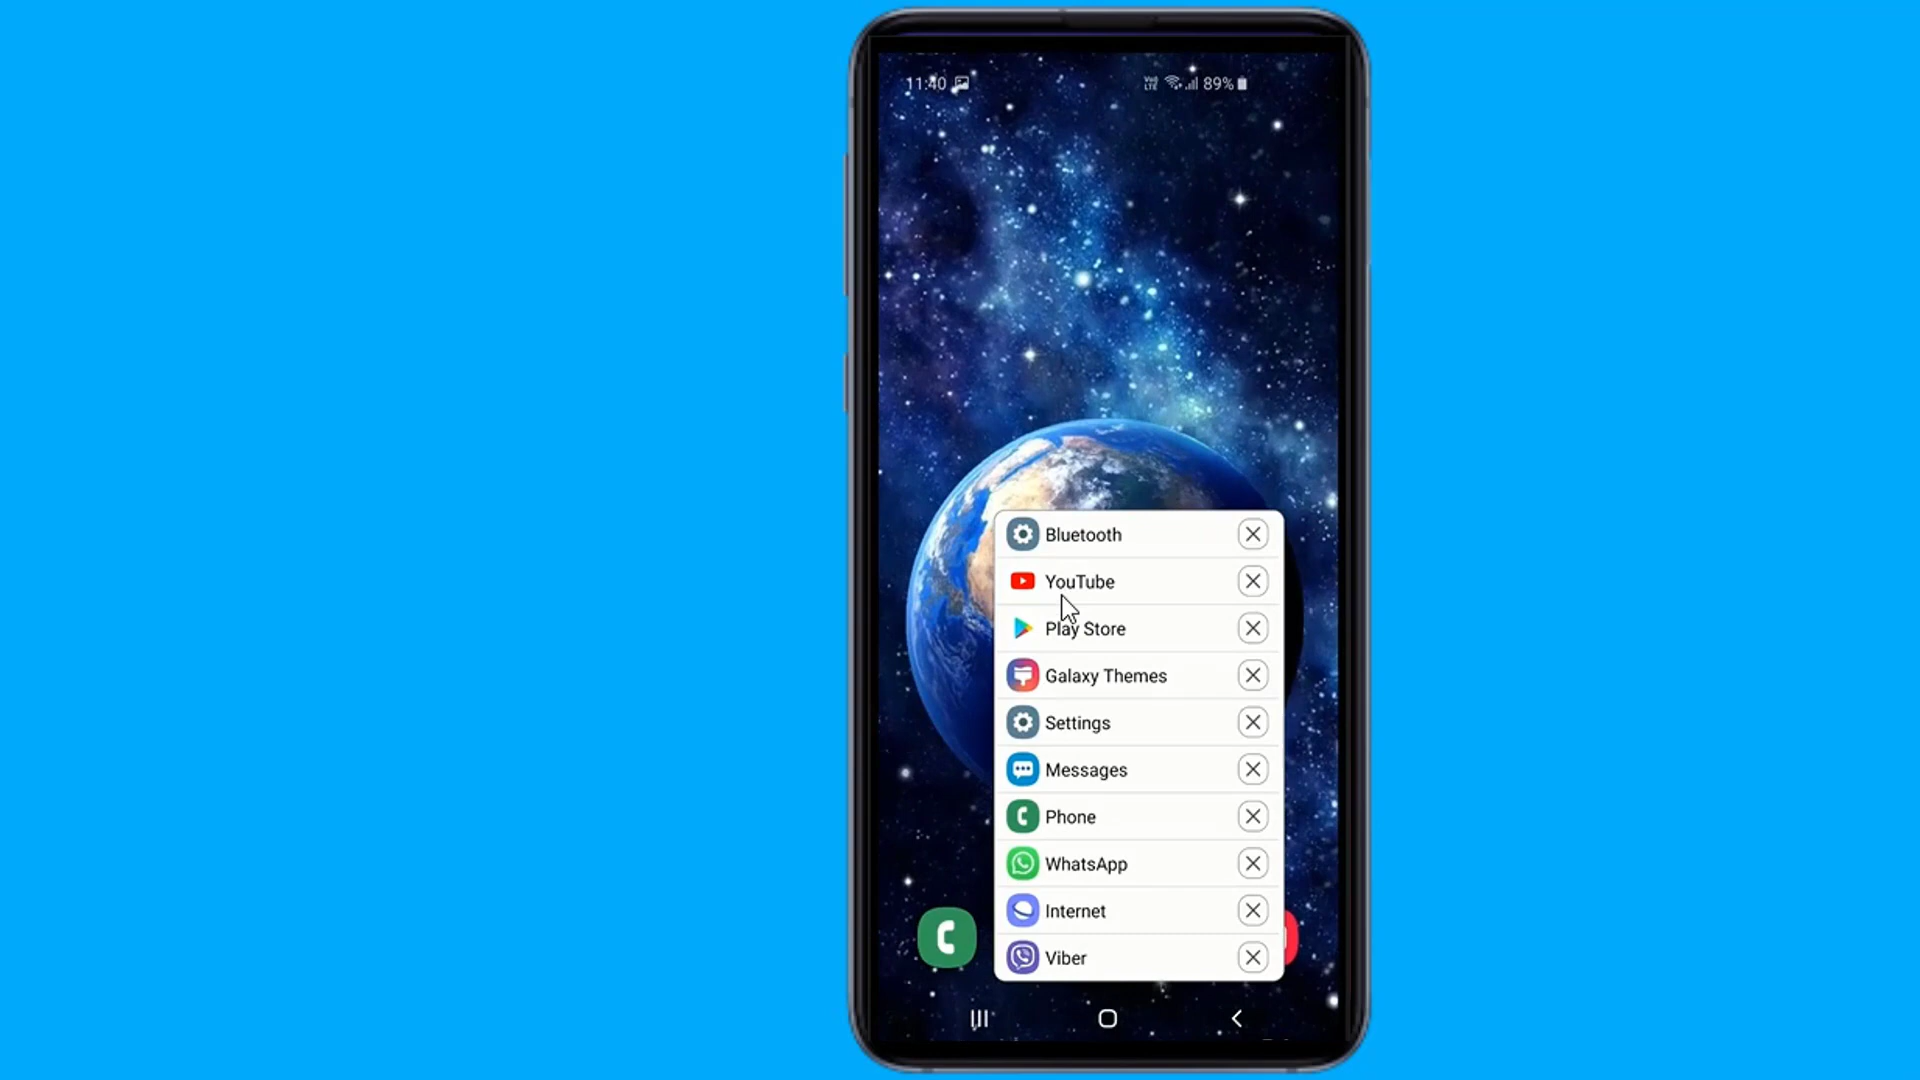 11:40 89%
Bluetooth
YouTube
Play Store
Galaxy Themes
Settings
Messages
Phone
WhatsApp
Internet
Viber